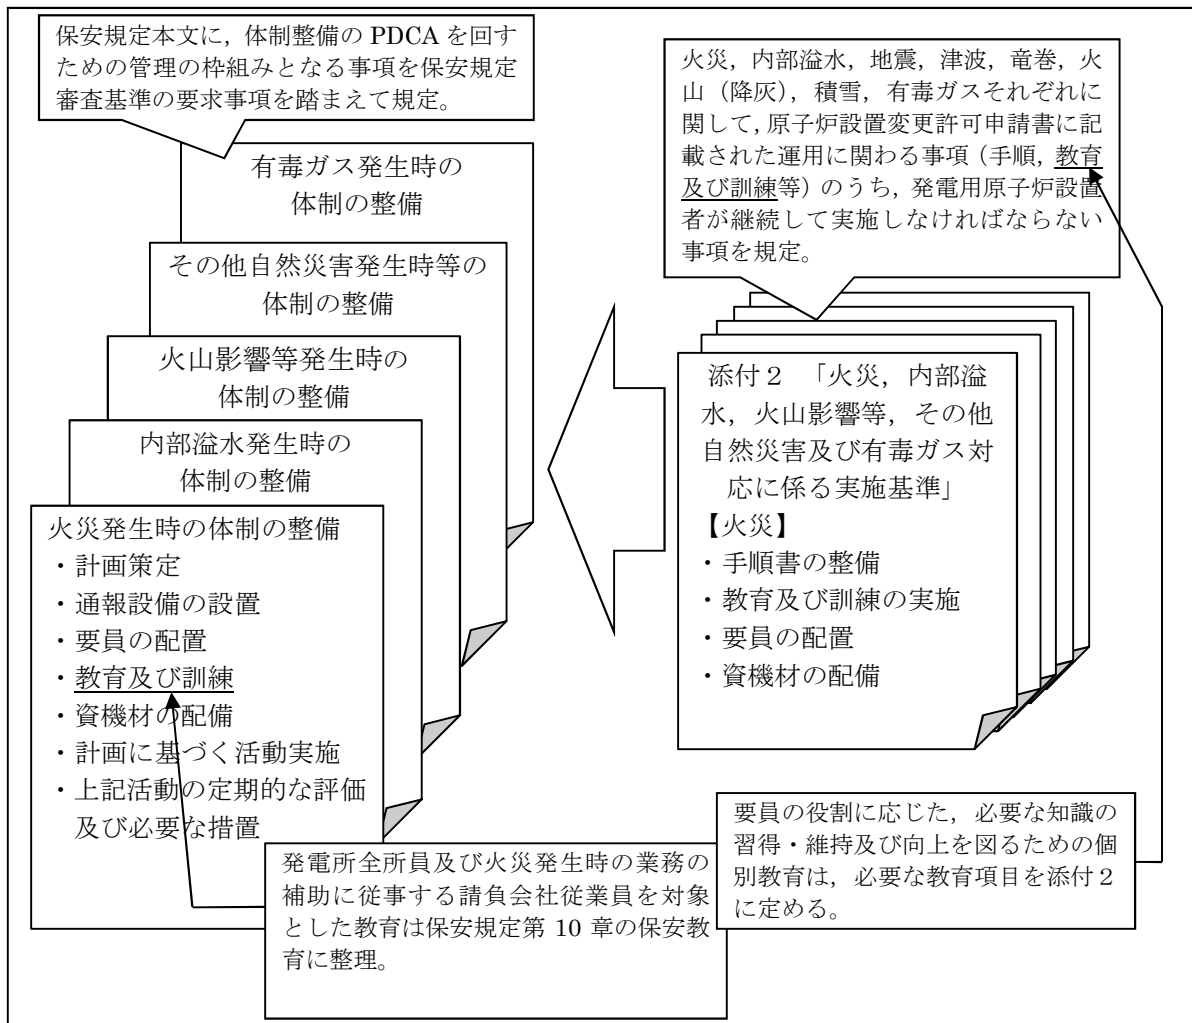 保安規定本文に，体制整備の PDCA を回す
ための管理の枠組みとなる事項を保安規定
審査基準の要求事項を踏まえて規定。
有毒ガス発生時の
体制の整備
その他自然災害発生時等の
体制の整備
火山影響等発生時の
体制の整備
内部溢水発生時の
体制の整備
火災発生時の体制の整備
・計画策定
・通報設備の設置
・要員の配置
・教育及び訓練
・資機材の配備
・計画に基づく活動実施
・上記活動の定期的な評価
及び必要な措置
発電所全所員及び火災発生時の業務の
補助に従事する請負会社従業員を対象
とした教育は保安規定第 10 章の保安教
育に整理。
火災，内部溢水，地震，津波，竜巻，火
山（降灰），積雪，有毒ガスそれぞれに
関して，原子炉設置変更許可申請書に記
載された運用に関わる事項（手順，教育
及び訓練等）のうち，発電用原子炉設置
者が継続して実施しなければならない
事項を規定。
添付２ 「火災，内部溢
水，火山影響等，その他
自然災害及び有毒ガス対
応に係る実施基準」
【火災】
・手順書の整備
・教育及び訓練の実施
・要員の配置
・資機材の配備
要員の役割に応じた，必要な知識の
習得・維持及び向上を図るための個
別教育は，必要な教育項目を添付２
に定める。